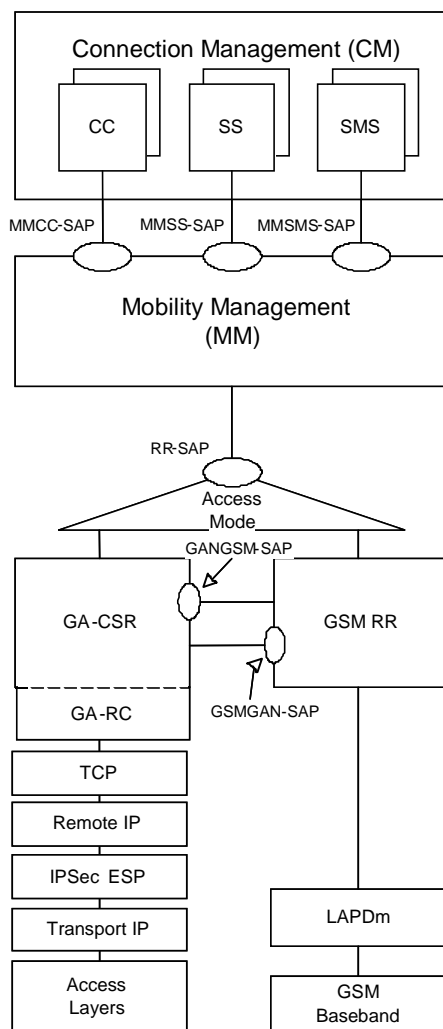 Connection Management (CM)
CC
SS
SMS
MMCC-SAP
MMSS-SAP
MMSMS-SAP
Mobility Management
(MM)
RR-SAP
Access
Mode
GANGSM-SAP
GA-CSR
GSM RR
GA-RC
GSMGAN-SAP
TCP
Remote IP
IPSec ESP
Transport IP
LAPDm
Access
Layers
GSM
Baseband